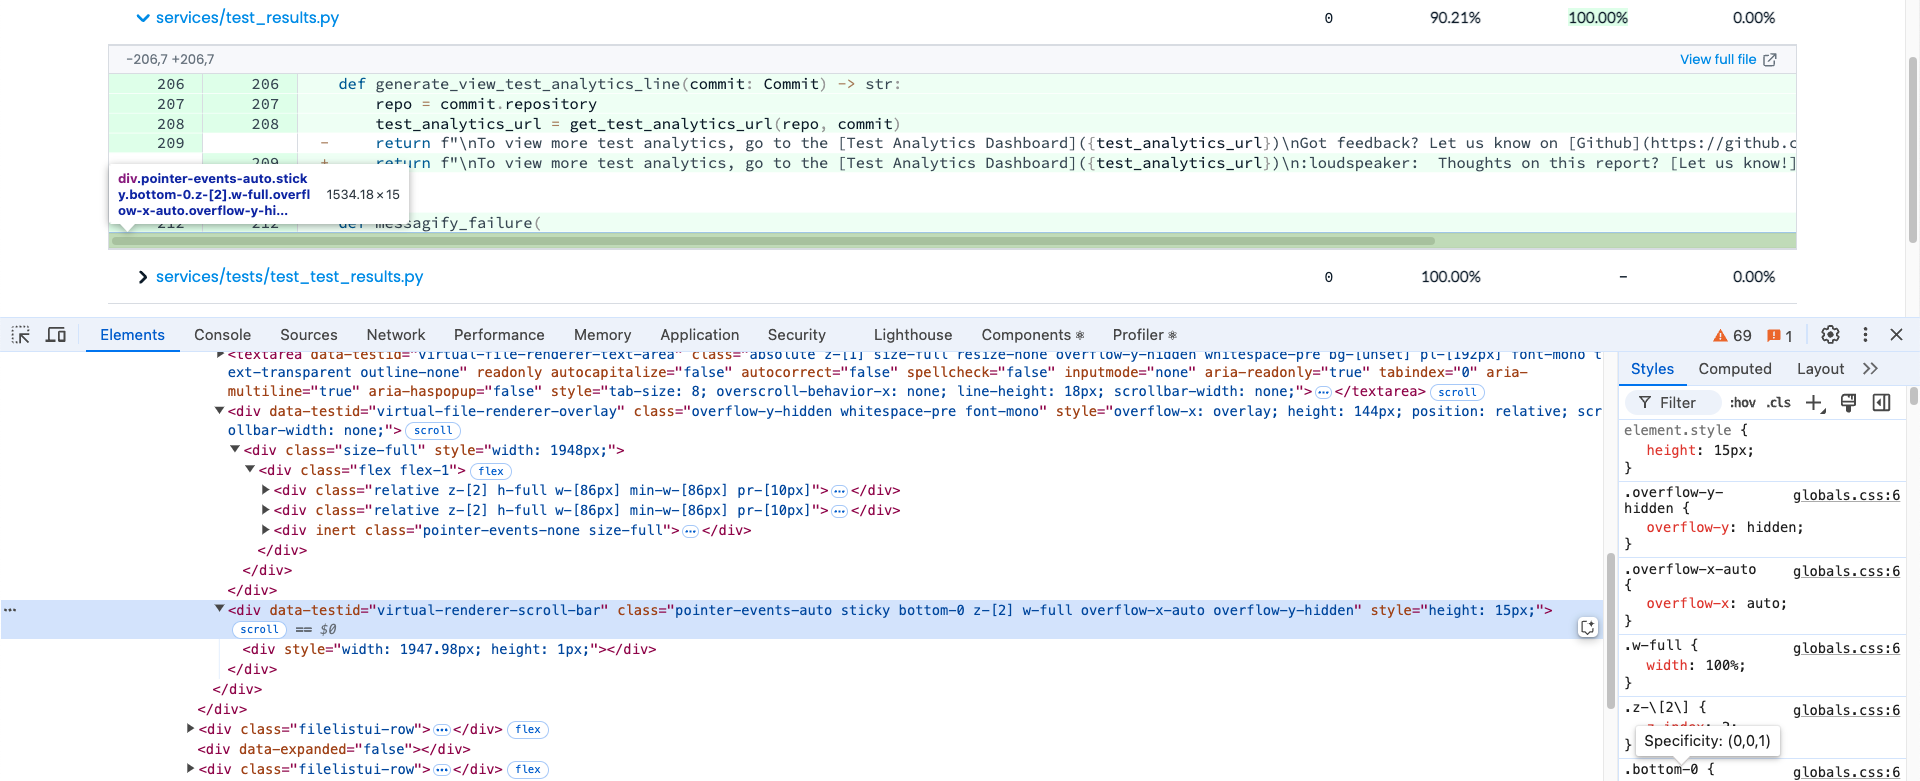 services/test_results.py 0 90.21% 100.00% 0.00%
-206,7 +206,7 View full file
206 206 def generate_view_test_analytics_line(commit: Commit) -> str:
207 207 repo = commit.repository
208 208 test_analytics_url = get_test_analytics_url(repo, commit)
209 - return f"\nTo view more test analytics, go to the [Test Analytics Dashboard]({test_analytics_url})\nGot feedback? Let us know on [Github](https://github.c
209 + return f"\nTo view more test analytics, go to the [Test Analytics Dashboard]({test_analytics_url})\n:loudspeaker:  Thoughts on this report? [Let us know!]
div.pointer-events-auto.stick
y.bottom-0.z-[2].w-full.overfl
ow-x-auto.overflow-y-hi... 1534.18×15
212 212 def messagify_failure(
services/tests/test_test_results.py 0 100.00% – 0.00%
Elements Console Sources Network Performance Memory Application Security Lighthouse Components Profiler 69 1
<textarea data-testid="virtual-file-renderer-text-area" class="absolute z-[1] size-full resize-none overflow-y-hidden whitespace-pre bg-[unset] pl-[192px] font-mono t
ext-transparent outline-none" readonly autocapitalize="false" autocorrect="false" spellcheck="false" inputmode="none" aria-readonly="true" tabindex="0" aria-
multiline="true" aria-haspopup="false" style="tab-size: 8; overscroll-behavior-x: none; line-height: 18px; scrollbar-width: none;">…</textarea> scroll
<div data-testid="virtual-file-renderer-overlay" class="overflow-y-hidden whitespace-pre font-mono" style="overflow-x: overlay; height: 144px; position: relative; scr
ollbar-width: none;"> scroll
<div class="size-full" style="width: 1948px;">
<div class="flex flex-1"> flex
<div class="relative z-[2] h-full w-[86px] min-w-[86px] pr-[10px]">…</div>
<div class="relative z-[2] h-full w-[86px] min-w-[86px] pr-[10px]">…</div>
<div inert class="pointer-events-none size-full">…</div>
</div>
</div>
</div>
<div data-testid="virtual-renderer-scroll-bar" class="pointer-events-auto sticky bottom-0 z-[2] w-full overflow-x-auto overflow-y-hidden" style="height: 15px;">
scroll == $0
<div style="width: 1947.98px; height: 1px;"></div>
</div>
</div>
</div>
<div class="filelistui-row">…</div> flex
<div data-expanded="false"></div>
<div class="filelistui-row">…</div> flex
Styles Computed Layout
Filter :hov .cls
element.style {
height: 15px;
}
.overflow-y-
hidden { globals.css:6
overflow-y: hidden;
}
.overflow-x-auto
{ globals.css:6
overflow-x: auto;
}
.w-full { globals.css:6
width: 100%;
}
.z-\[2\] { globals.css:6
z-index: 2;
}
Specificity: (0,0,1)
.bottom-0 { globals.css:6